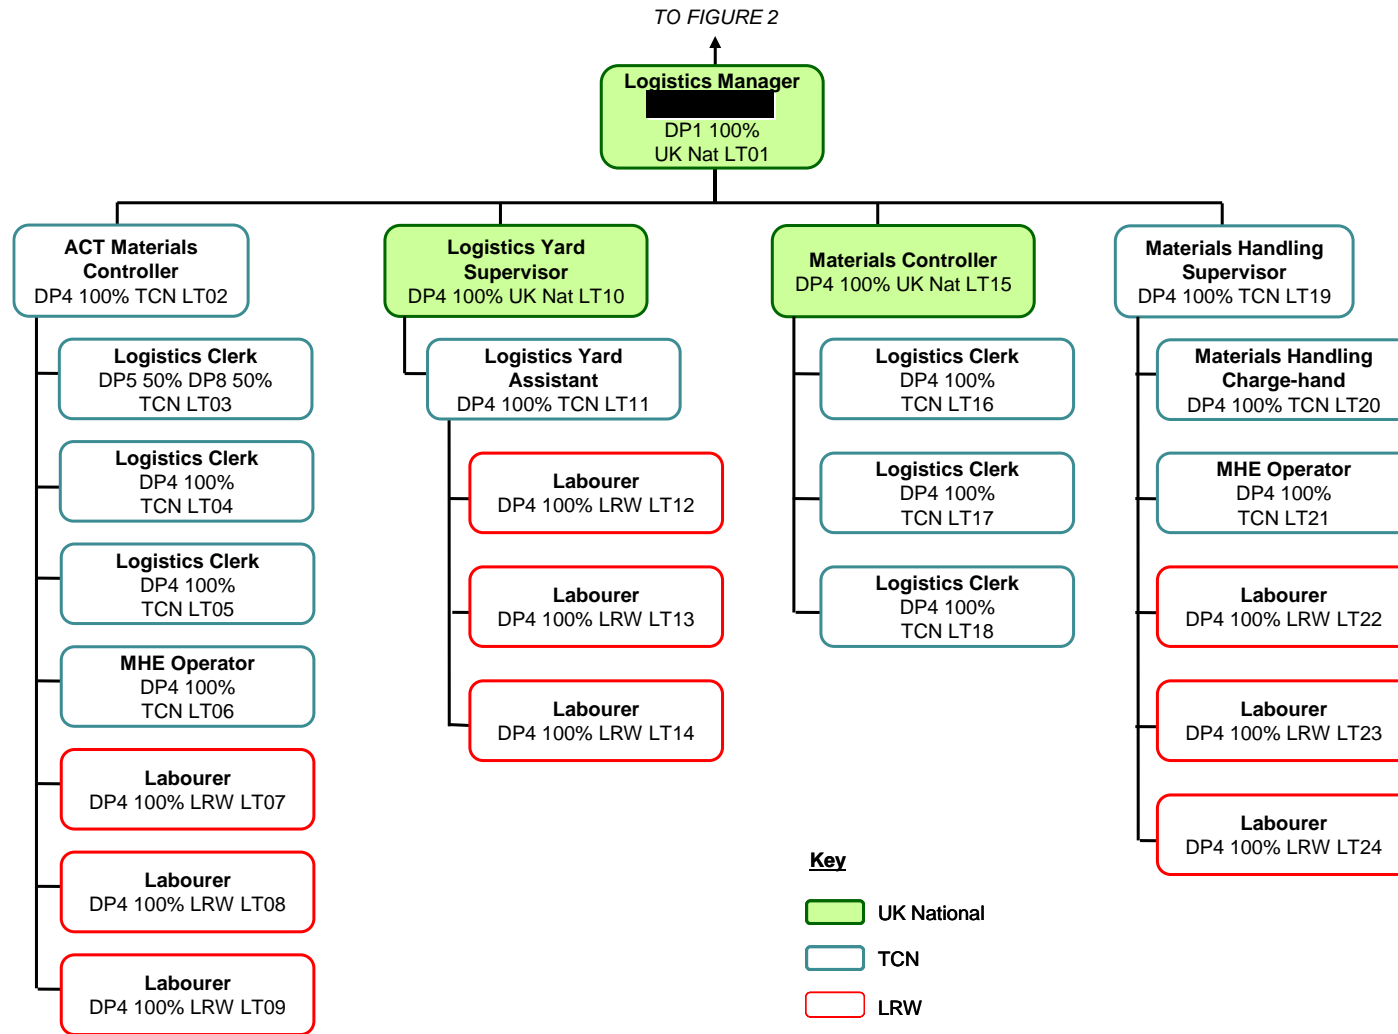 TO FIGURE 2
Logistics Manager
DP1 100%
UK Nat LT01
ACT Materials
Controller
DP4 100% TCN LT02
Logistics Clerk
DP5 50% DP8 50%
TCN LT03
Logistics Clerk
DP4 100%
TCN LT04
Logistics Clerk
DP4 100%
TCN LT05
MHE Operator
DP4 100%
TCN LT06
Labourer
DP4 100% LRW LT07
Labourer
DP4 100% LRW LT08
Labourer
DP4 100% LRW LT09
Logistics Yard
Supervisor
DP4 100% UK Nat LT10
Logistics Yard
Assistant
DP4 100% TCN LT11
Labourer
DP4 100% LRW LT12
Labourer
DP4 100% LRW LT13
Labourer
DP4 100% LRW LT14
Materials Controller
DP4 100% UK Nat LT15
Logistics Clerk
DP4 100%
TCN LT16
Logistics Clerk
DP4 100%
TCN LT17
Logistics Clerk
DP4 100%
TCN LT18
Materials Handling
Supervisor
DP4 100% TCN LT19
Materials Handling
Charge-hand
DP4 100% TCN LT20
MHE Operator
DP4 100%
TCN LT21
Labourer
DP4 100% LRW LT22
Labourer
DP4 100% LRW LT23
Labourer
DP4 100% LRW LT24
Key
UK National
TCN
LRW